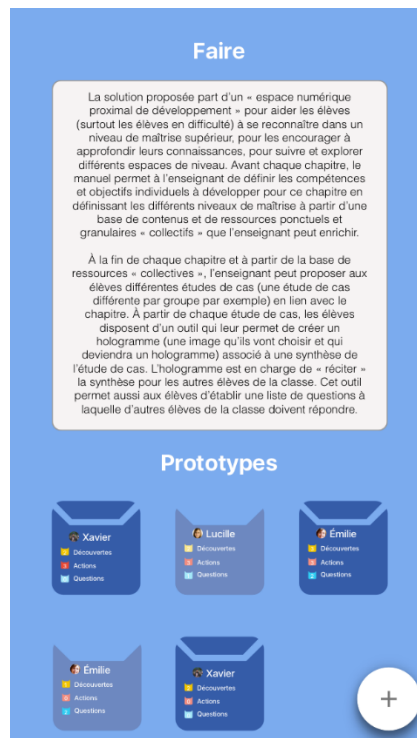 Faire
La solution proposée part d'un « espace numérique
proximal de développement » pour aider les élèves
(surtout les élèves en difficulté) à se reconnaître dans un
niveau de maîtrise supérieur, pour les encourager à
approfondir leurs connaissances, pour suivre et explorer
différents espaces de niveau. Avant chaque chapitre, le
manuel permet à l'enseignant de définir les compétences
et objectifs individuels à développer pour ce chapitre en
définissant les différents niveaux de maîtrise à partir d'une
base de contenus et de ressources ponctuels et
granulaires « collectifs » que l'enseignant peut enrichir.
À la fin de chaque chapitre et à partir de la base de
ressources « collectives », l'enseignant peut proposer aux
élèves différentes études de cas (une étude de cas
différente par groupe par exemple) en lien avec le
chapitre. À partir de chaque étude de cas, les élèves
disposent d'un outil qui leur permet de créer un
hologramme (une image qu'ils vont choisir et qui
deviendra un hologramme) associé à une synthèse de
l'étude de cas. L'hologramme est en charge de « réciter »
la synthèse pour les autres élèves de la classe. Cet outil
permet aussi aux élèves d'établir une liste de questions à
laquelle d'autres élèves de la classe doivent répondre.
Prototypes
Xavier
Découvertes
Actions
Questions
Lucille
Découvertes
Actions
Questions
Émilie
Découvertes
Actions
Questions
Émilie
Découvertes
Actions
Questions
Xavier
Découvertes
Actions
Questions
+